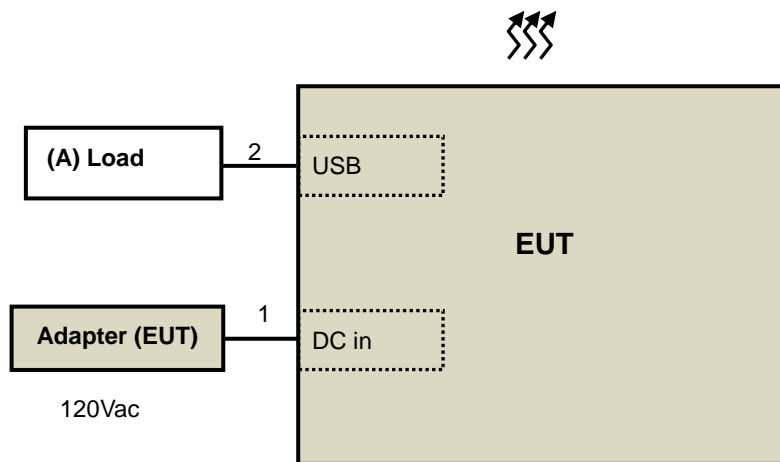 (A) Load
2
USB
EUT
Adapter (EUT)
1
DC in
120Vac